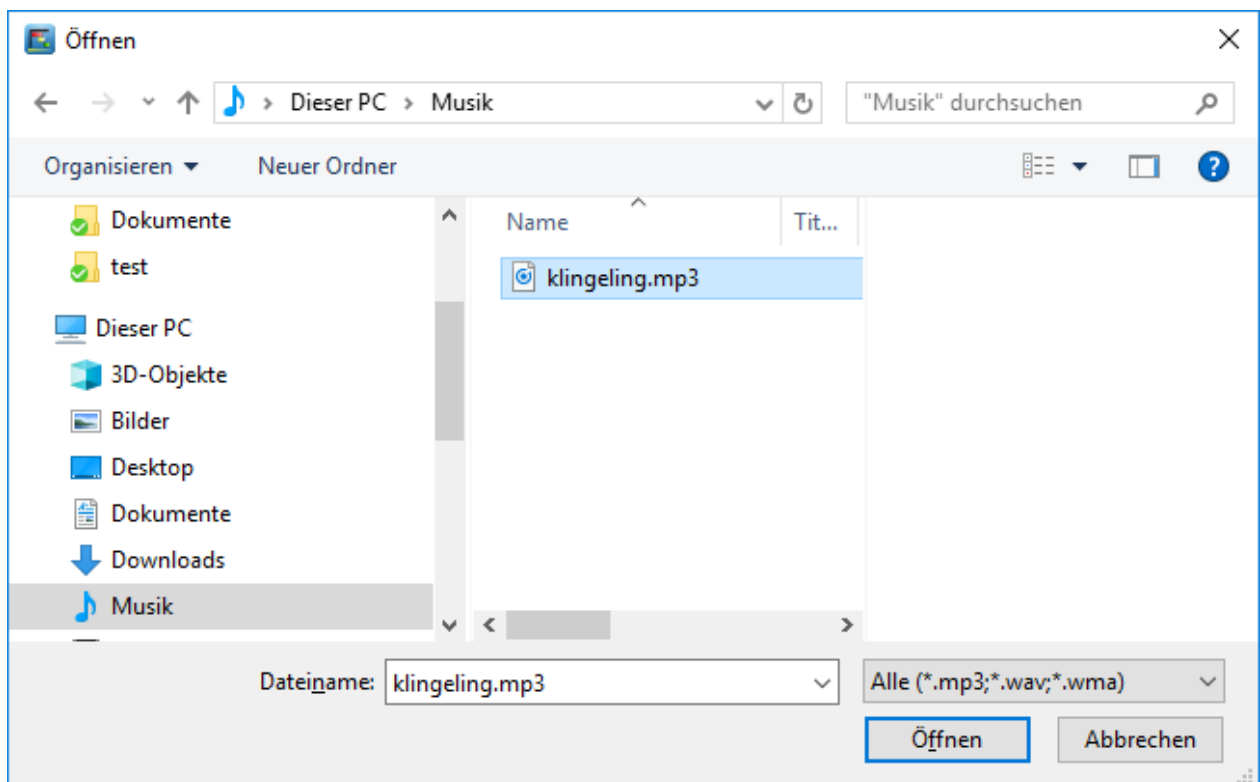 Öffnen
Dieser PC > Musik
"Musik" durchsuchen
Organisieren
Neuer Ordner
Dokumente
test
Dieser PC
3D-Objekte
Bilder
Desktop
Dokumente
Downloads
Musik
Name
Tit...
klingeling.mp3
Dateiname:
klingeling.mp3
Alle (*.mp3;*.wav;*.wma)
Öffnen
Abbrechen